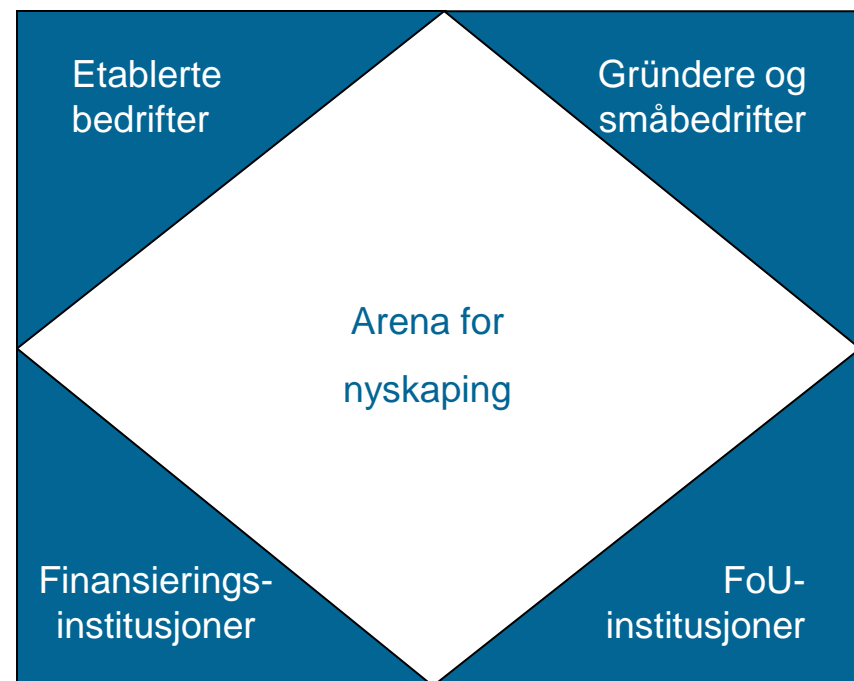 Etablerte
bedrifter
Gründere og
småbedrifter
Arena for
nyskaping
Finansierings-
institusjoner
FoU-
institusjoner